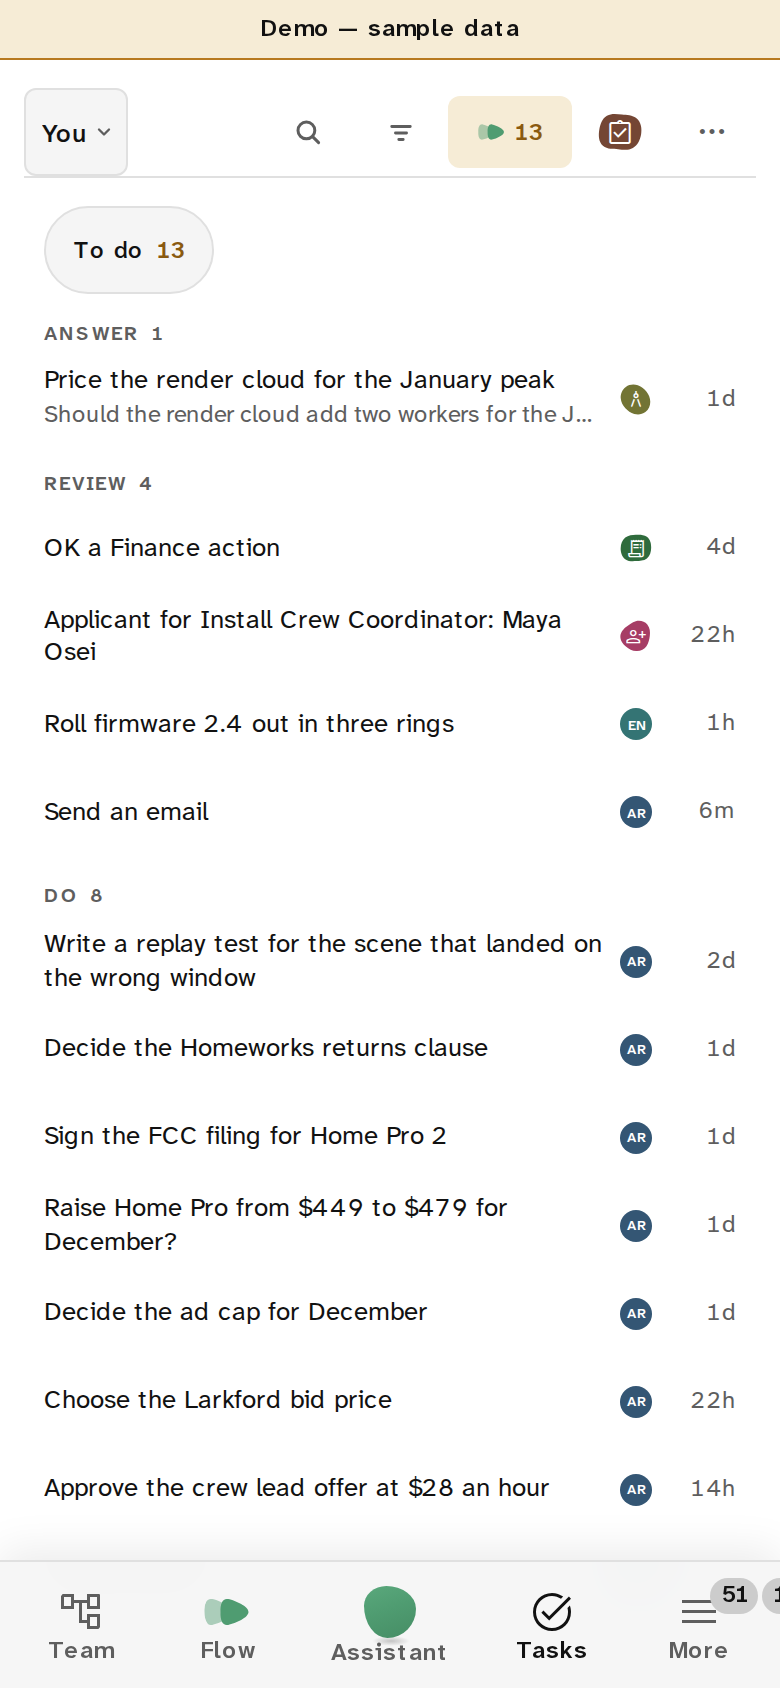 Demo — sample data
You
13
To do 13
ANSWER 1
Price the render cloud for the January peak
Should the render cloud add two workers for the J...
1d
REVIEW 4
OK a Finance action
4d
Applicant for Install Crew Coordinator: Maya
Osei
22h
Roll firmware 2.4 out in three rings
EN
1h
Send an email
AR
6m
DO 8
Write a replay test for the scene that landed on
the wrong window
AR
2d
Decide the Homeworks returns clause
AR
1d
Sign the FCC filing for Home Pro 2
AR
1d
Raise Home Pro from $449 to $479 for
December?
AR
1d
Decide the ad cap for December
AR
1d
Choose the Larkford bid price
AR
22h
Approve the crew lead offer at $28 an hour
AR
14h
Team
Flow
Assistant
Tasks
More
51